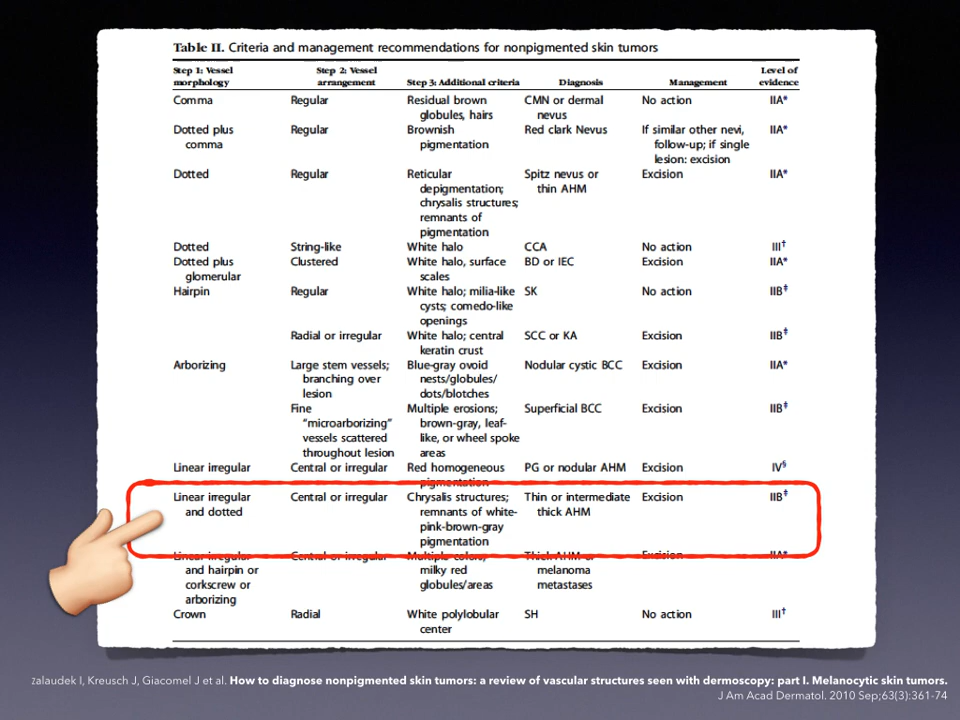 Table II. Criteria and management recommendations for nonpigmented skin tumors
Step 1: Vessel morphology Step 2: Vessel arrangement Step 3: Additional criteria Diagnosis Management Level of evidence
Comma Regular Residual brown globules, hairs CMN or dermal nevus No action IIA*
Dotted plus comma Regular Brownish pigmentation Red clark Nevus If similar other nevi, follow-up; if single lesion: excision IIA*
Dotted Regular Reticular depigmentation; chrysalis structures; remnants of pigmentation Spitz nevus or thin AHM Excision IIA*
Dotted String-like White halo CCA No action III†
Dotted plus glomerular Clustered White halo, surface scales BD or IEC Excision IIA*
Hairpin Regular White halo; milia-like cysts; comedo-like openings SK No action IIB‡
Radial or irregular White halo; central keratin crust SCC or KA Excision IIB‡
Arborizing Large stem vessels; branching over lesion Blue-gray ovoid nests/globules/dots/blotches Nodular cystic BCC Excision IIA*
Fine "microarborizing" vessels scattered throughout lesion Multiple erosions; brown-gray, leaf-like, or wheel spoke areas Superficial BCC Excision IIB‡
Linear irregular Central or irregular Red homogeneous pigmentation PG or nodular AHM Excision IV§
Linear irregular and dotted Central or irregular Chrysalis structures; remnants of white-pink-brown-gray pigmentation Thin or intermediate thick AHM Excision IIB‡
Linear irregular and hairpin or corkscrew or arborizing Central or irregular Multiple colors; milky red globules/areas Thick AHM or melanoma metastases Excision IIA*
Crown Radial White polylobular center SH No action III†
zalaudek I, Kreusch J, Giacomel J et al. How to diagnose nonpigmented skin tumors: a review of vascular structures seen with dermoscopy: part I. Melanocytic skin tumors.
J Am Acad Dermatol. 2010 Sep;63(3):361-74